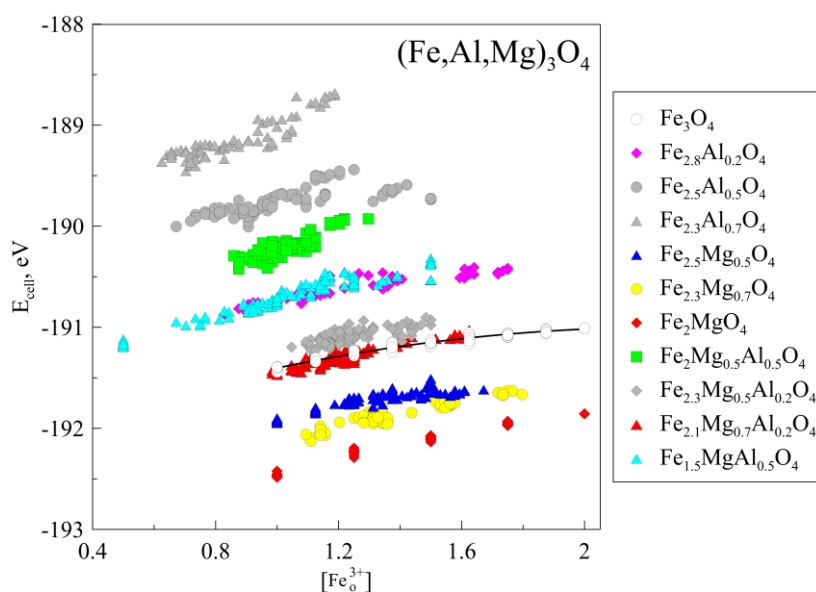 (Fe,Al,Mg)₃O₄
E_cell, eV
-188
-189
-190
-191
-192
-193
0.4 0.8 1.2 1.6 2
[Fe_o^{3+}]
Fe₃O₄
Fe₂.₈Al₀.₂O₄
Fe₂.₅Al₀.₅O₄
Fe₂.₃Al₀.₇O₄
Fe₂.₅Mg₀.₅O₄
Fe₂.₃Mg₀.₇O₄
Fe₂MgO₄
Fe₂Mg₀.₅Al₀.₅O₄
Fe₂.₃Mg₀.₅Al₀.₂O₄
Fe₂.₁Mg₀.₇Al₀.₂O₄
Fe₁.₅MgAl₀.₅O₄